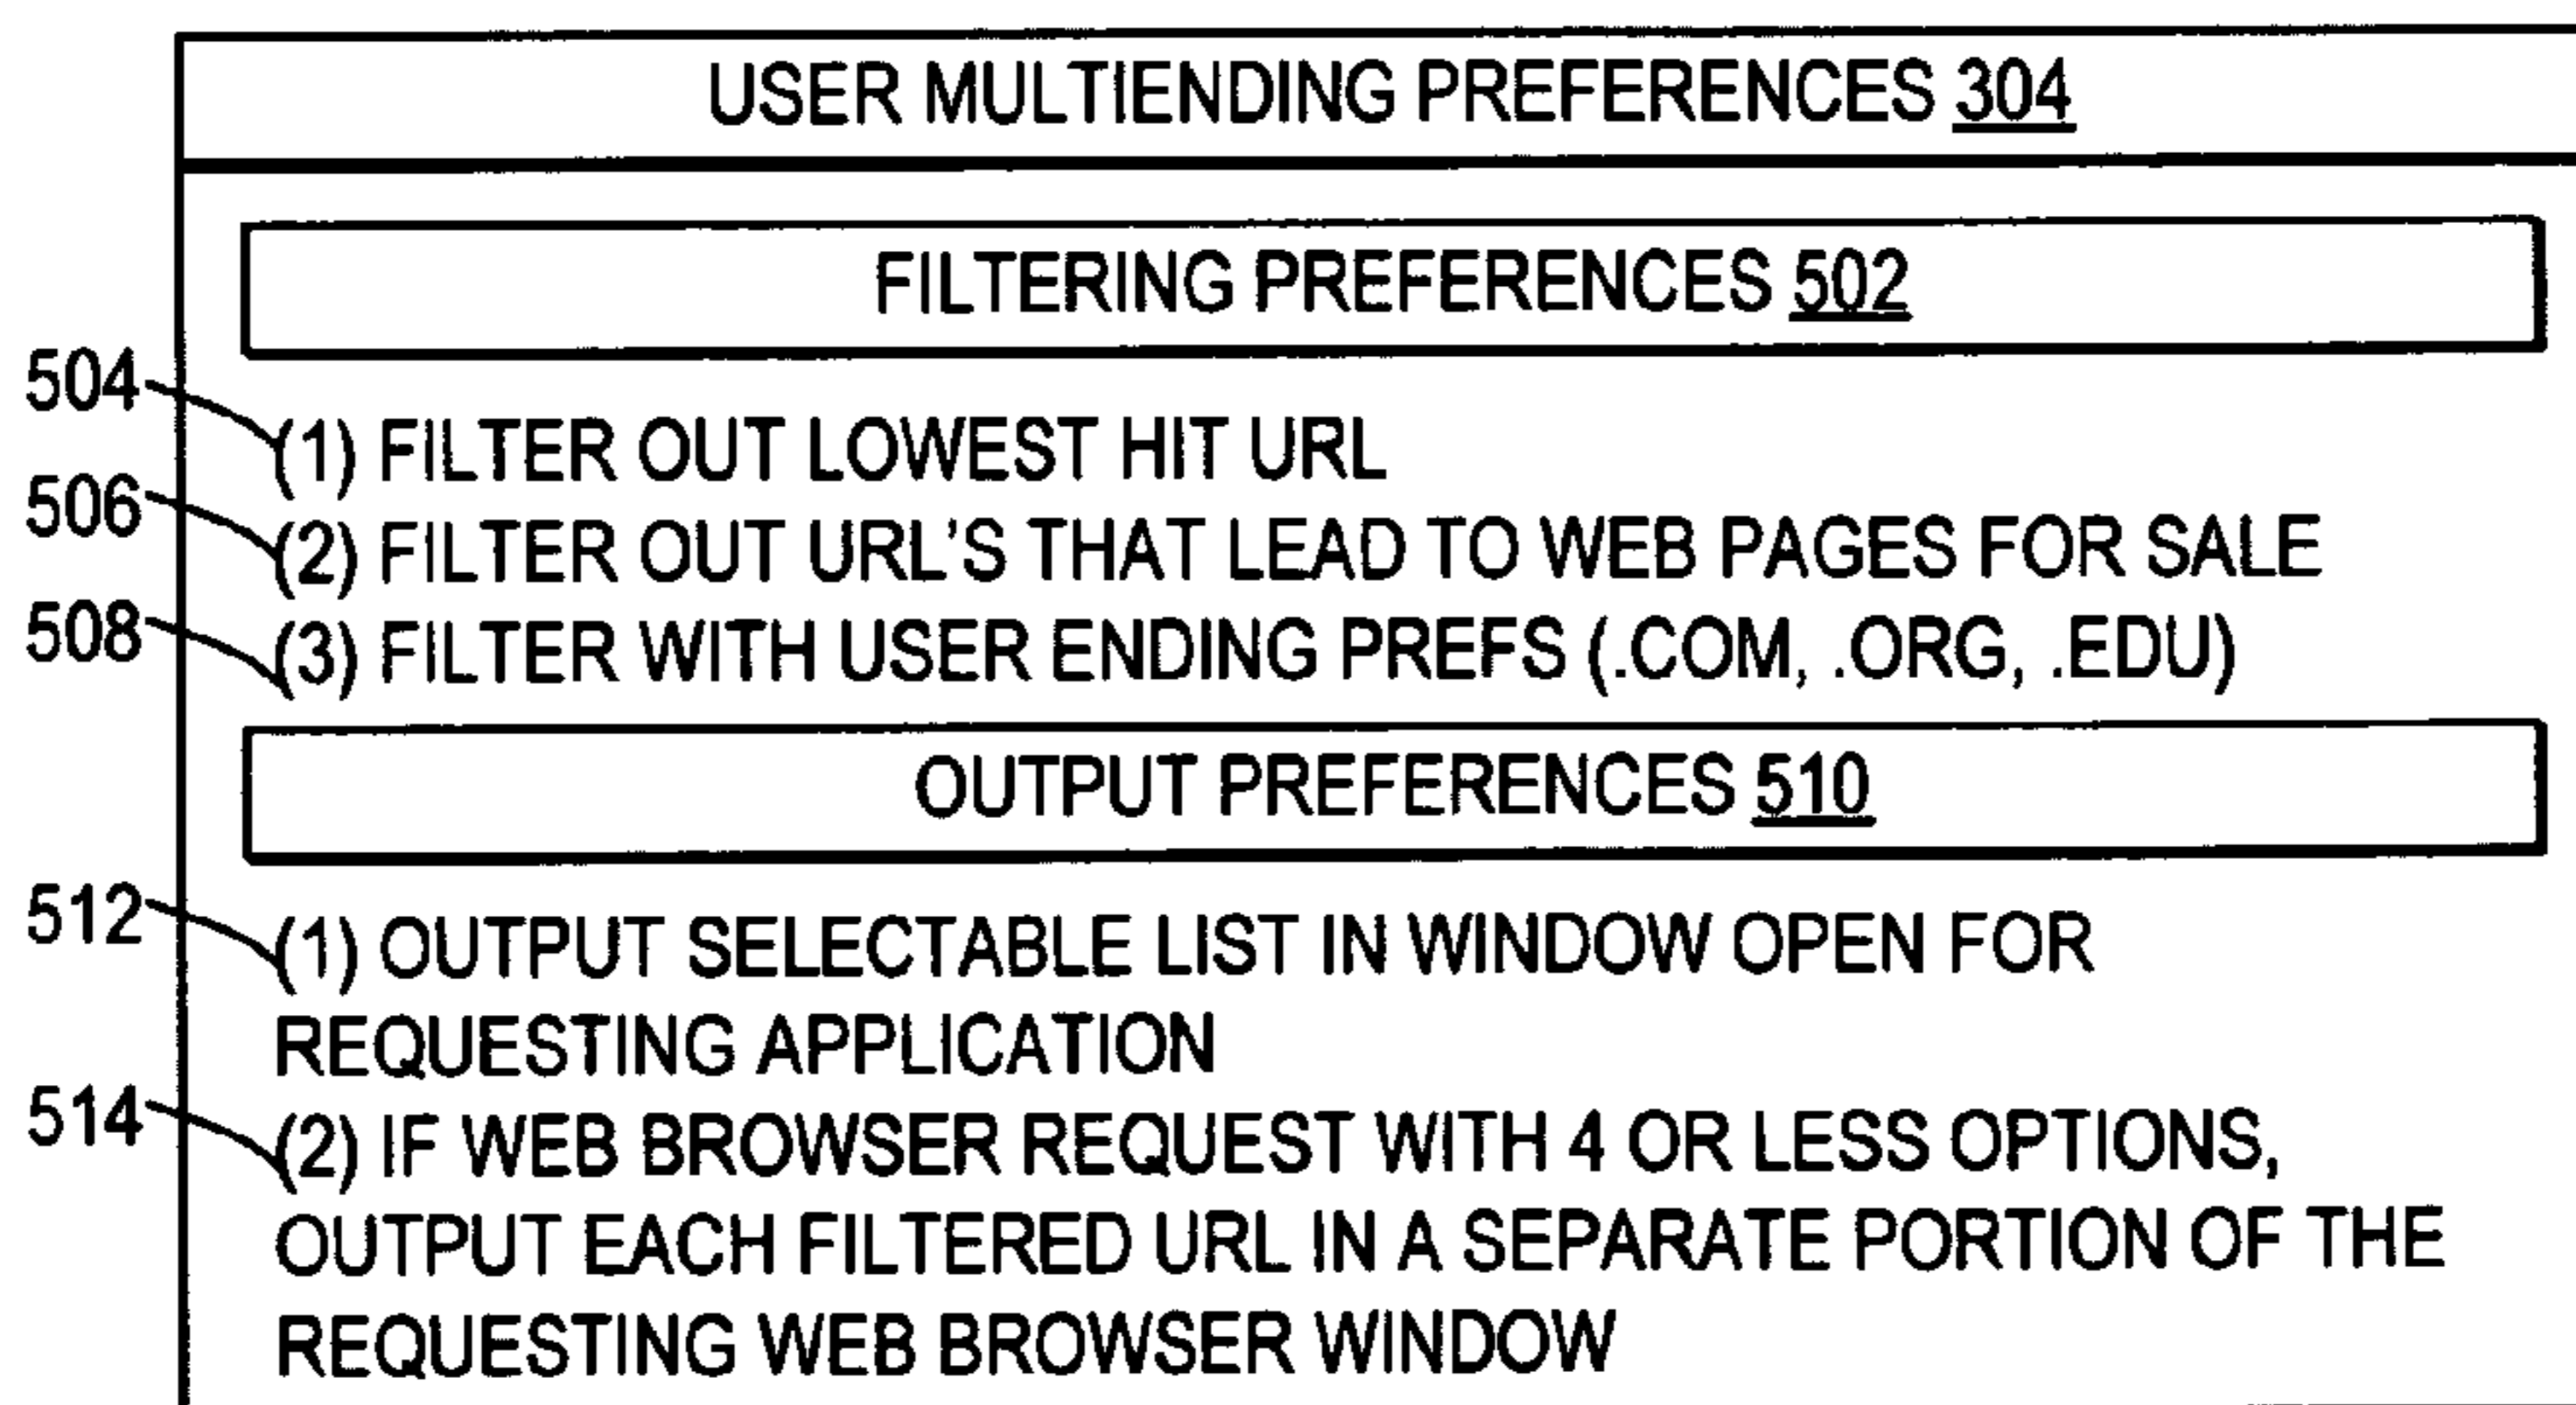 USER MULTIENDING PREFERENCES 304
FILTERING PREFERENCES 502
504
(1) FILTER OUT LOWEST HIT URL
506
(2) FILTER OUT URL'S THAT LEAD TO WEB PAGES FOR SALE
508
(3) FILTER WITH USER ENDING PREFS (.COM, .ORG, .EDU)
OUTPUT PREFERENCES 510
512
(1) OUTPUT SELECTABLE LIST IN WINDOW OPEN FOR
REQUESTING APPLICATION
514
(2) IF WEB BROWSER REQUEST WITH 4 OR LESS OPTIONS,
OUTPUT EACH FILTERED URL IN A SEPARATE PORTION OF THE
REQUESTING WEB BROWSER WINDOW